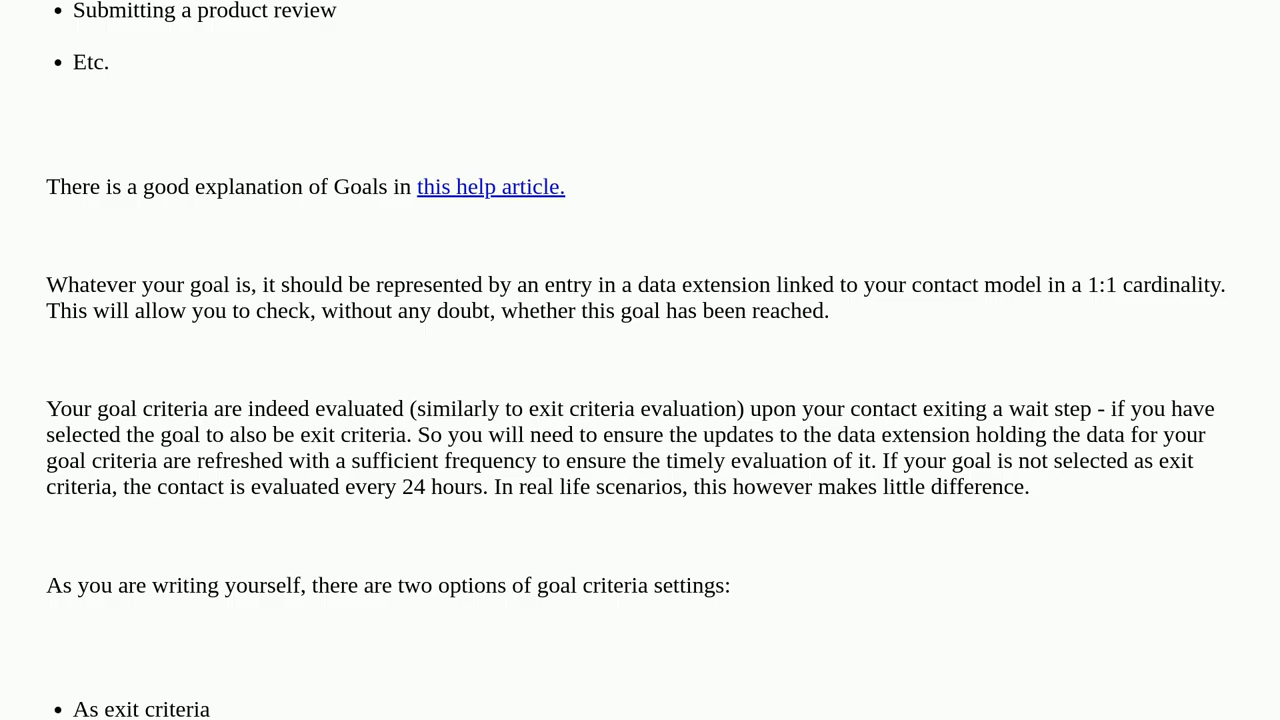 • Submitting a product review
• Etc.
There is a good explanation of Goals in this help article.
Whatever your goal is, it should be represented by an entry in a data extension linked to your contact model in a 1:1 cardinality.
This will allow you to check, without any doubt, whether this goal has been reached.
Your goal criteria are indeed evaluated (similarly to exit criteria evaluation) upon your contact exiting a wait step - if you have
selected the goal to also be exit criteria. So you will need to ensure the updates to the data extension holding the data for your
goal criteria are refreshed with a sufficient frequency to ensure the timely evaluation of it. If your goal is not selected as exit
criteria, the contact is evaluated every 24 hours. In real life scenarios, this however makes little difference.
As you are writing yourself, there are two options of goal criteria settings:
• As exit criteria